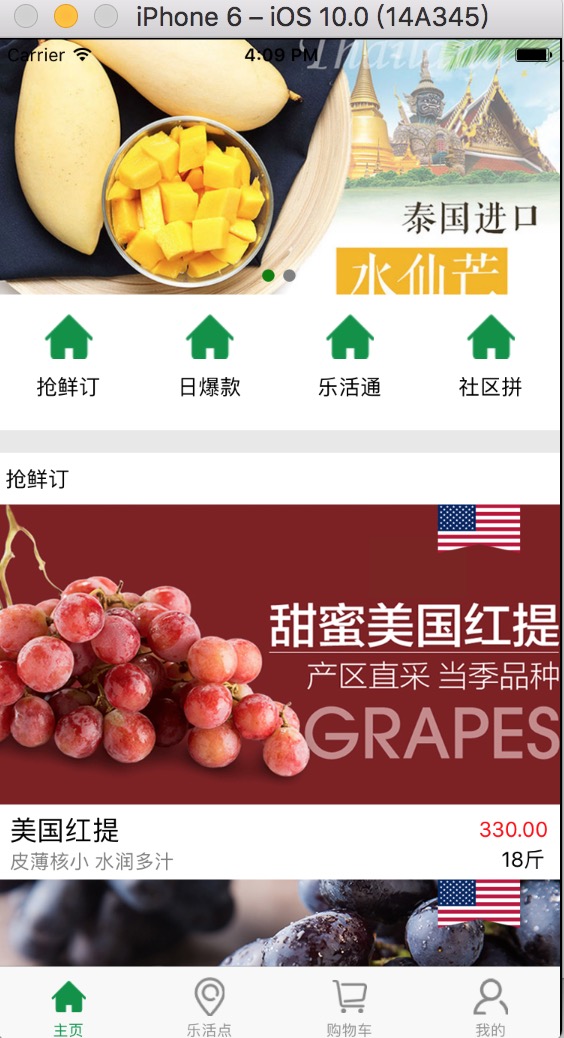 iPhone 6 – iOS 10.0 (14A345)
Carrier 4:09 PM
Thailand
泰国进口
水仙芒
抢鲜订 日爆款 乐活通 社区拼
抢鲜订
甜蜜美国红提
产区直采 当季品种
GRAPES
美国红提 330.00
皮薄核小 水润多汁 18斤
主页 乐活点 购物车 我的